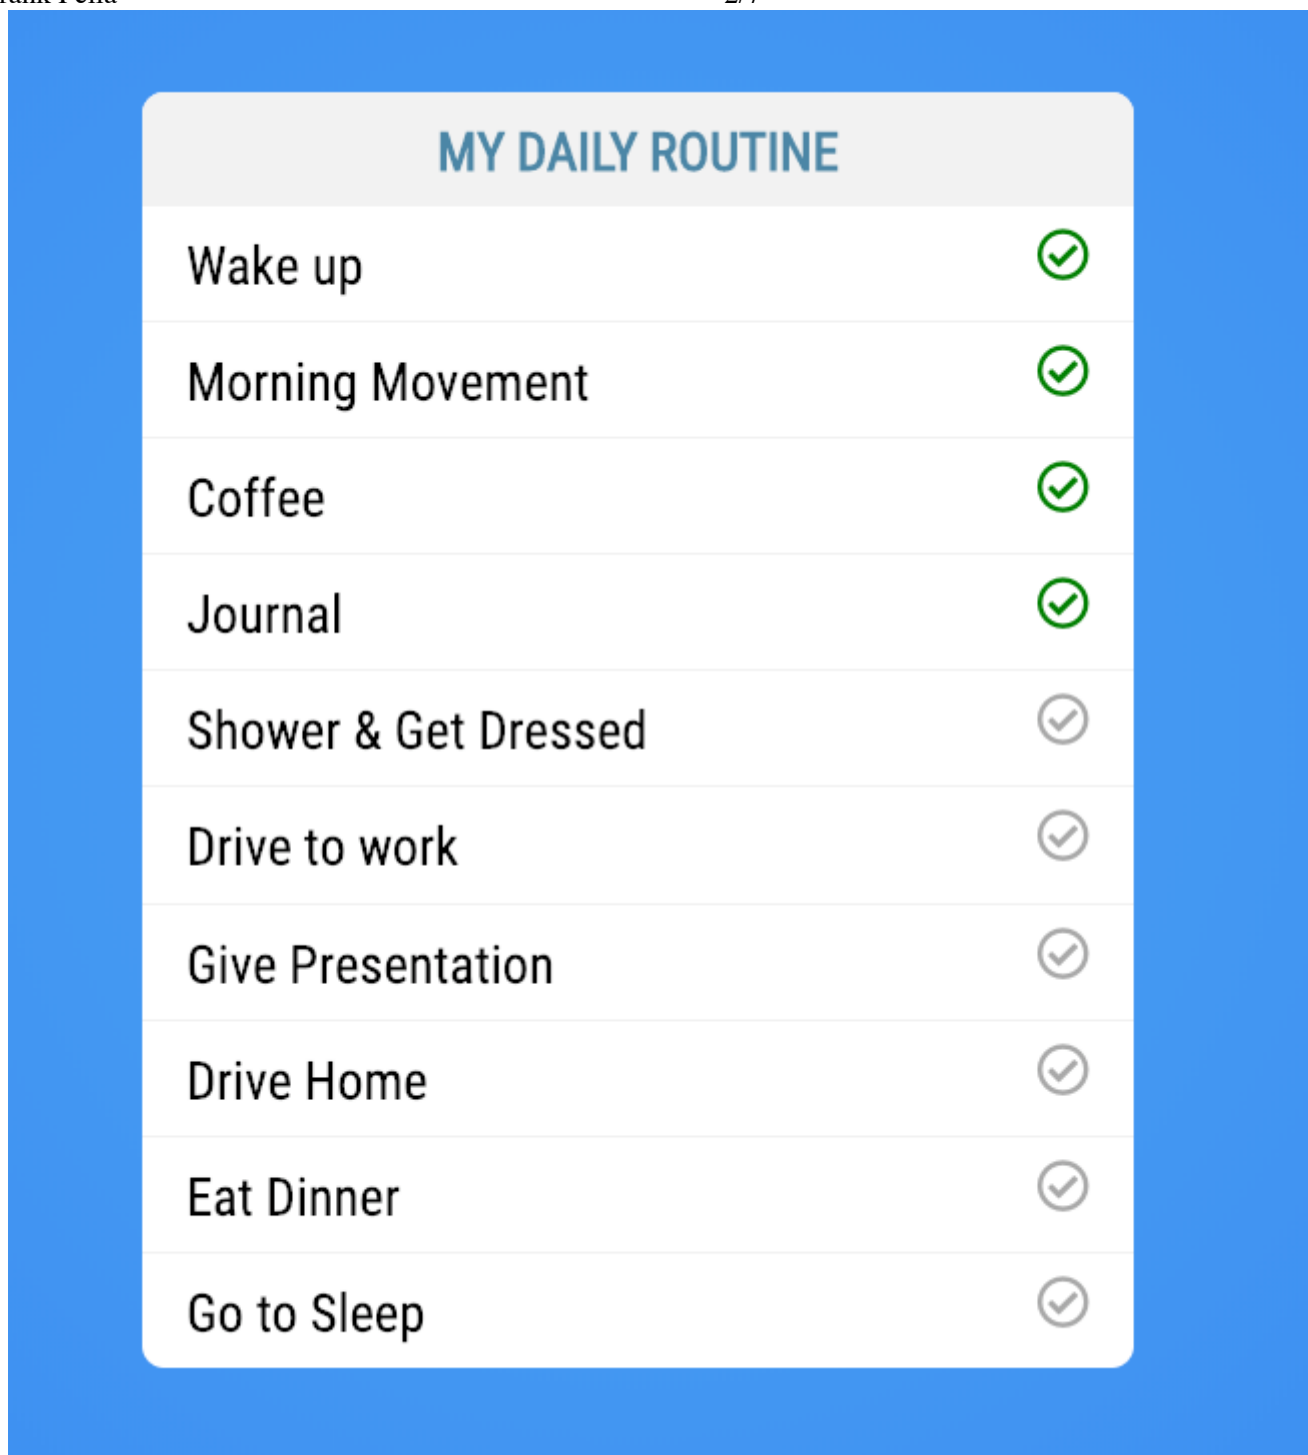 MY DAILY ROUTINE
Wake up
Morning Movement
Coffee
Journal
Shower & Get Dressed
Drive to work
Give Presentation
Drive Home
Eat Dinner
Go to Sleep